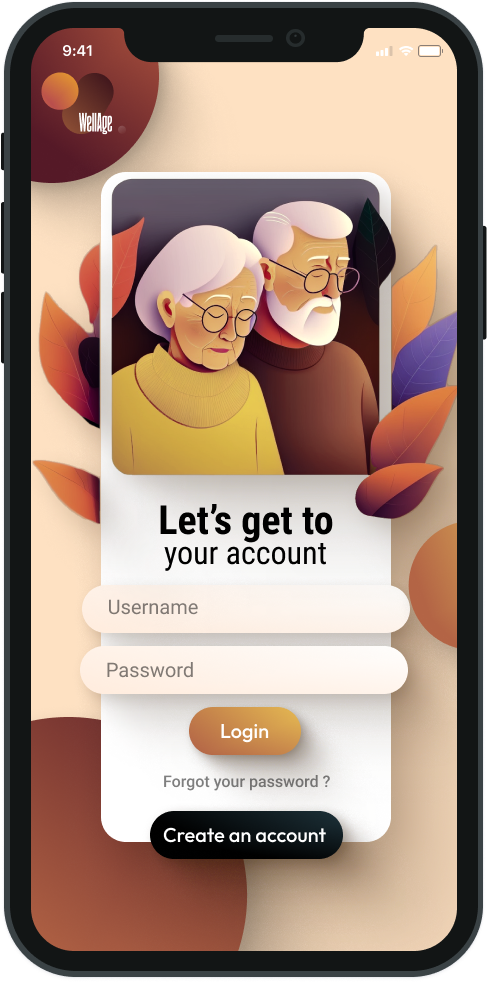 9:41
WellAge
Let's get to
your account
Username
Password
Login
Forgot your password ?
Create an account